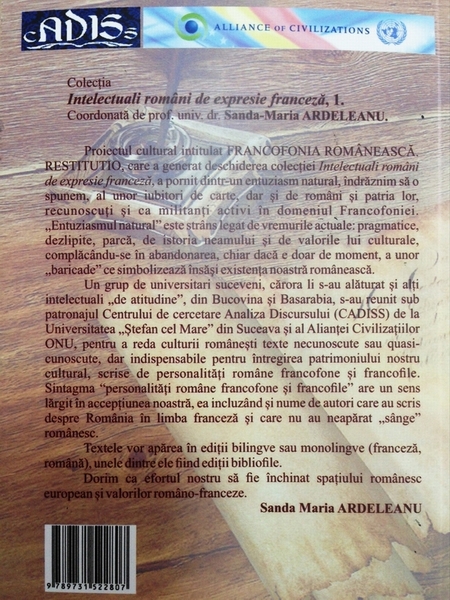 cADISs
ALLIANCE OF CIVILIZATIONS
Colecția
Intelectuali români de expresie franceză, 1.
Coordonată de prof. univ. dr. Sanda-Maria ARDELEANU.
Proiectul cultural intitulat FRANCOFONIA ROMÂNEASCĂ.
RESTITUTIO, care a generat deschiderea colecției Intelectuali români
de expresie franceză, a pornit dintr-un entuziasm natural, îndrăznim să o
spunem, al unor iubitori de carte, dar și de români și patria lor,
recunoscuți și ca militanți activi în domeniul Francofoniei.
„Entuziasmul natural” este strâns legat de vremurile actuale: pragmatice,
dezlipite, parcă, de istoria neamului și de valorile lui culturale,
complăcându-se în abandonarea, chiar dacă e doar de moment, a unor
„baricade” ce simbolizează însăși existența noastră românească.
Un grup de universitari suceveni, cărora li s-au alăturat și alți
intelectuali „de atitudine”, din Bucovina și Basarabia, s-au reunit sub
patronajul Centrului de cercetare Analiza Discursului (CADISS) de la
Universitatea „Ștefan cel Mare” din Suceava și al Alianței Civilizațiilor
ONU, pentru a reda culturii românești texte necunoscute sau quasi-
cunoscute, dar indispensabile pentru întregirea patrimoniului nostru
cultural, scrise de personalități române francofone și francofile.
Sintagma “personalități române francofone și francofile” are un sens
lărgit în accepțiunea noastră, ea incluzând și nume de autori care au scris
despre România în limba franceză și care nu au neapărat „sânge”
românesc.
Textele vor apărea în ediții bilingve sau monolingve (franceză,
română), unele dintre ele fiind ediții bibliofile.
Dorim ca efortul nostru să fie închinat spațiului românesc
european și valorilor româno-franceze.
Sanda Maria ARDELEANU
9 789731 522807